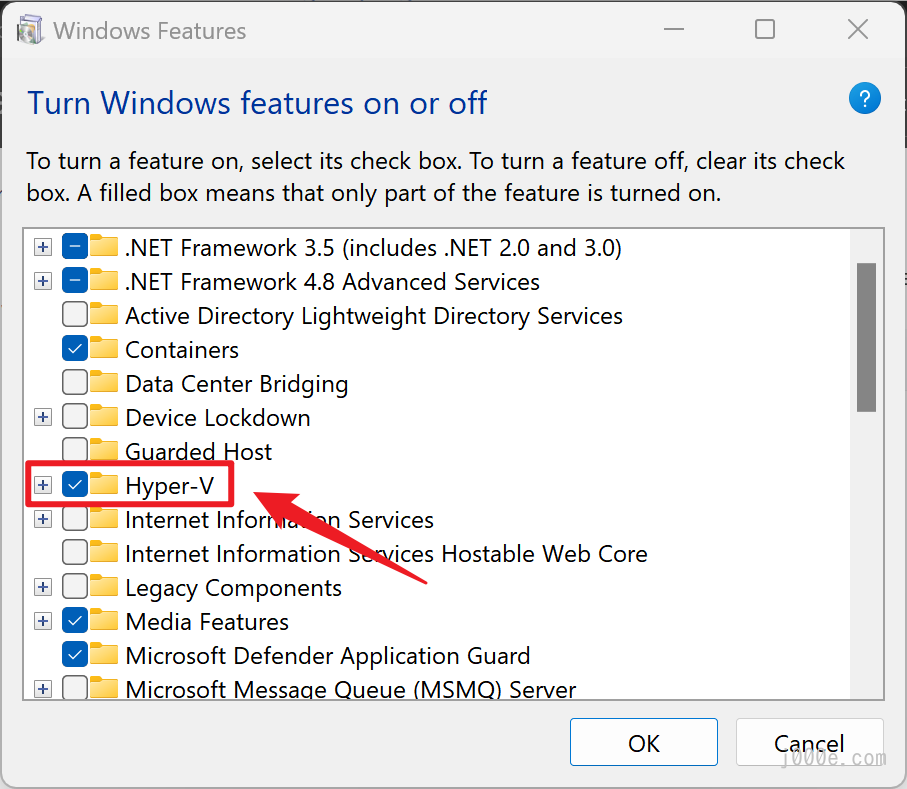 Windows Features
Turn Windows features on or off
?
To turn a feature on, select its check box. To turn a feature off, clear its check
box. A filled box means that only part of the feature is turned on.
.NET Framework 3.5 (includes .NET 2.0 and 3.0)
.NET Framework 4.8 Advanced Services
Active Directory Lightweight Directory Services
Containers
Data Center Bridging
Device Lockdown
Guarded Host
Hyper-V
Internet Information Services
Internet Information Services Hostable Web Core
Legacy Components
Media Features
Microsoft Defender Application Guard
Microsoft Message Queue (MSMQ) Server
OK
Cancel
j000e.com